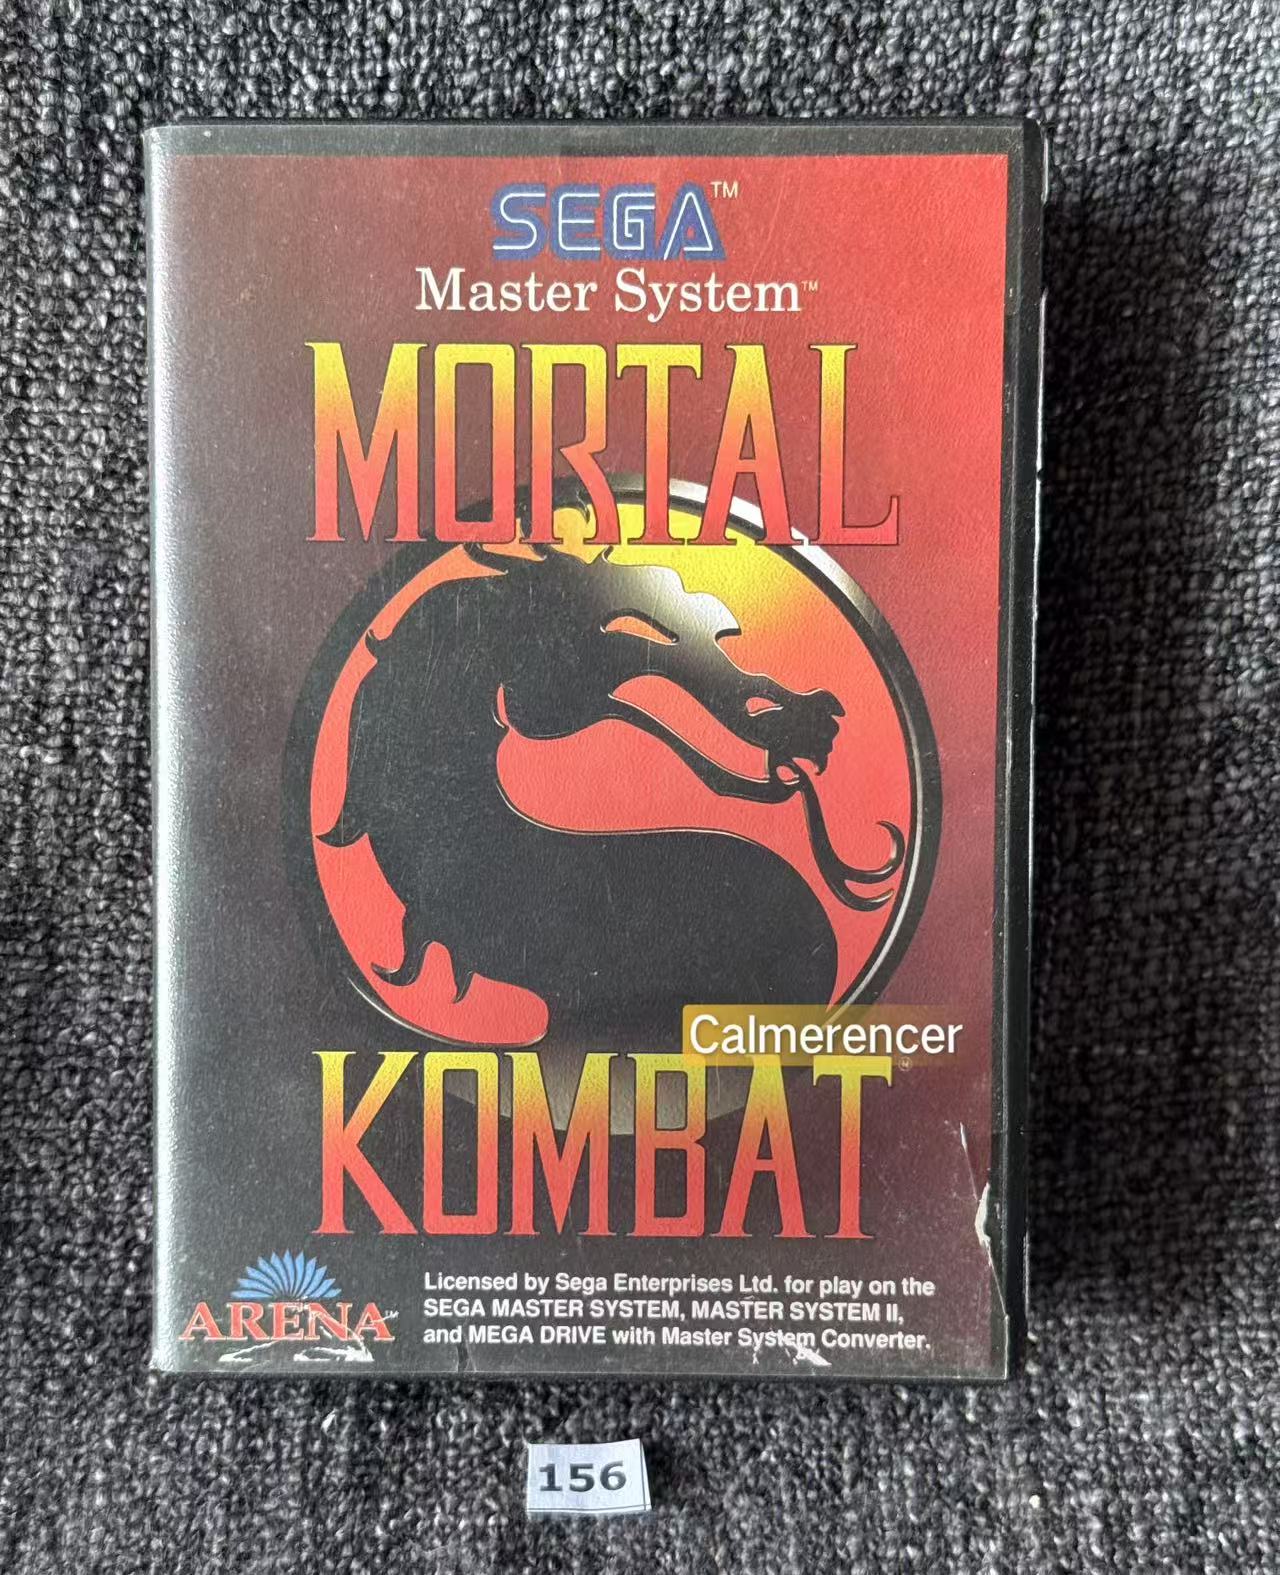 SEGA™
Master System™
MORTAL
Calmerencer
KOMBAT®
ARENA™
Licensed by Sega Enterprises Ltd. for play on the
SEGA MASTER SYSTEM, MASTER SYSTEM II,
and MEGA DRIVE with Master System Converter.
156